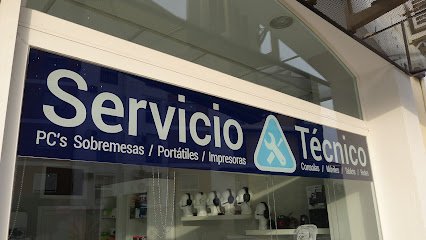 Servicio Técnico
PC's Sobremesas / Portátiles / Impresoras
Consolas / Móviles / Tablets / Redes